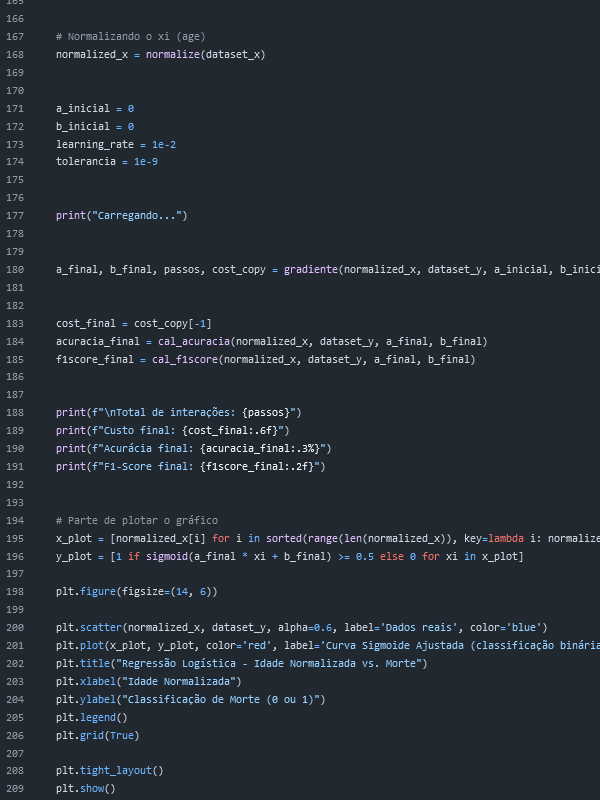 165
166
167 # Normalizando o xi (age)
168 normalized_x = normalize(dataset_x)
169
170
171 a_inicial = 0
172 b_inicial = 0
173 learning_rate = 1e-2
174 tolerancia = 1e-9
175
176
177 print("Carregando...")
178
179
180 a_final, b_final, passos, cost_copy = gradiente(normalized_x, dataset_y, a_inicial, b_inici
181
182
183 cost_final = cost_copy[-1]
184 acuracia_final = cal_acuracia(normalized_x, dataset_y, a_final, b_final)
185 f1score_final = cal_f1score(normalized_x, dataset_y, a_final, b_final)
186
187
188 print(f"\nTotal de interações: {passos}")
189 print(f"Custo final: {cost_final:.6f}")
190 print(f"Acurácia final: {acuracia_final:.3%}")
191 print(f"F1-Score final: {f1score_final:.2f}")
192
193
194 # Parte de plotar o gráfico
195 x_plot = [normalized_x[i] for i in sorted(range(len(normalized_x)), key=lambda i: normalize
196 y_plot = [1 if sigmoid(a_final * xi + b_final) >= 0.5 else 0 for xi in x_plot]
197
198 plt.figure(figsize=(14, 6))
199
200 plt.scatter(normalized_x, dataset_y, alpha=0.6, label='Dados reais', color='blue')
201 plt.plot(x_plot, y_plot, color='red', label='Curva Sigmoide Ajustada (classificação binária
202 plt.title("Regressão Logística - Idade Normalizada vs. Morte")
203 plt.xlabel("Idade Normalizada")
204 plt.ylabel("Classificação de Morte (0 ou 1)")
205 plt.legend()
206 plt.grid(True)
207
208 plt.tight_layout()
209 plt.show()